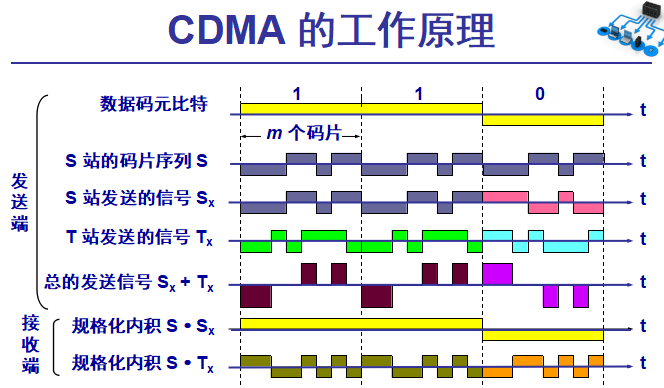 CDMA 的工作原理
1 1 0
数据码元比特 t
m 个码片
S 站的码片序列 S t
S 站发送的信号 Sx t
T 站发送的信号 Tx t
总的发送信号 Sx + Tx t
规格化内积 S • Sx t
规格化内积 S • Tx t
发送端
接收端